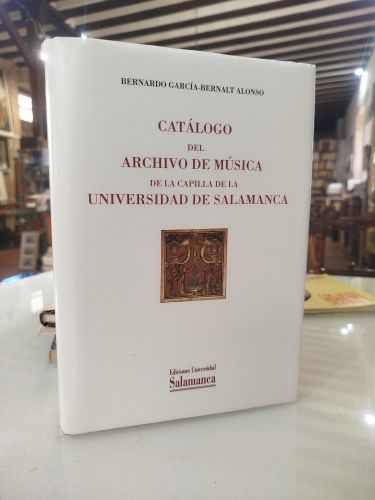 BERNARDO GARCÍA-BERNALT ALONSO
CATÁLOGO
DEL
ARCHIVO DE MÚSICA
DE LA CAPILLA DE LA
UNIVERSIDAD DE SALAMANCA
Ediciones Universidad
Salamanca